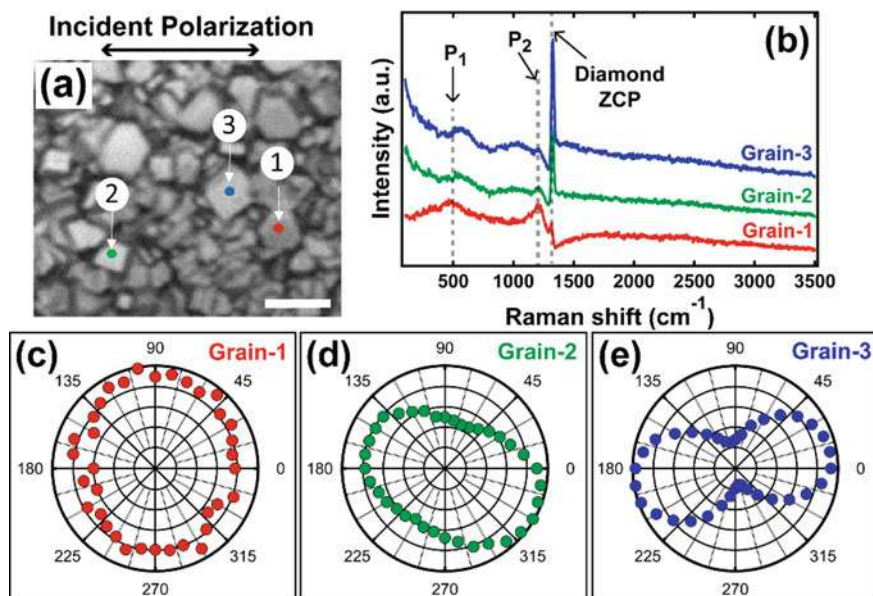 Incident Polarization
(a)
3
1
2
(b)
P1
P2
Diamond
ZCP
Grain-3
Grain-2
Grain-1
Intensity (a.u.)
500 1000 1500 2000 2500 3000 3500
Raman shift (cm-1)
(c)
Grain-1
90
135 45
180 0
225 315
270
(d)
Grain-2
90
135 45
180 0
225 315
270
(e)
Grain-3
90
135 45
180 0
225 315
270